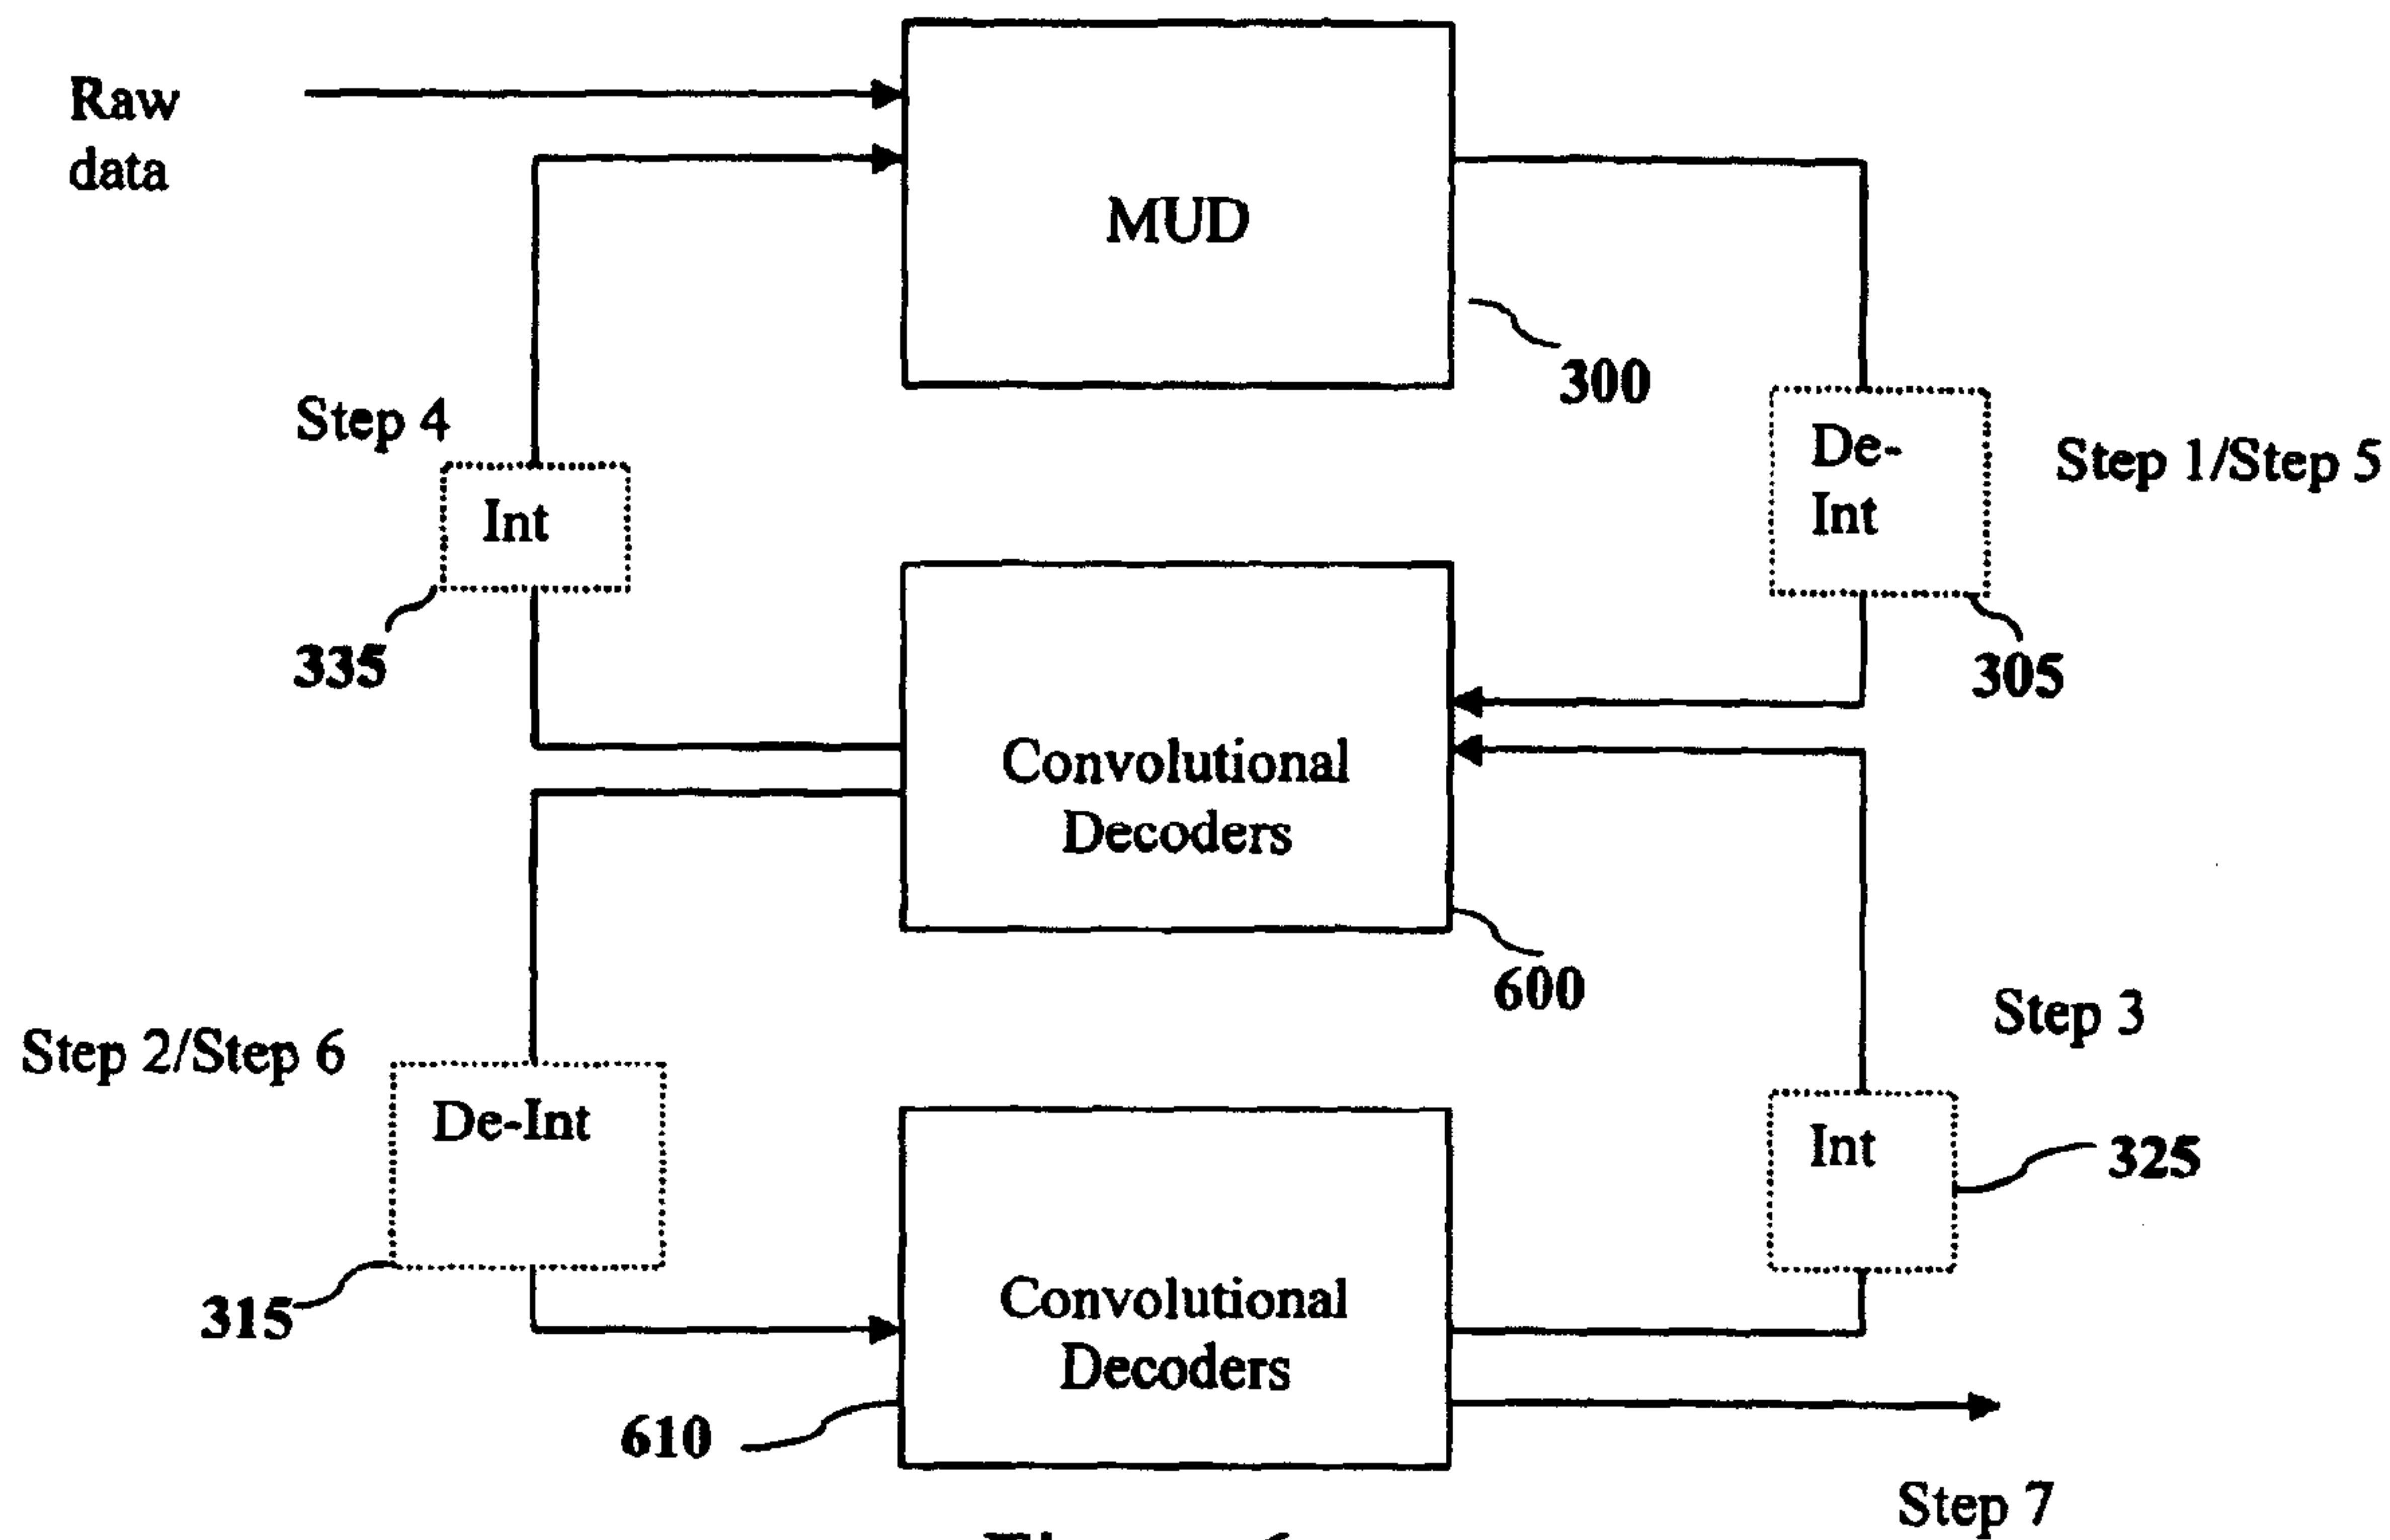 Raw
data
MUD
300
Step 4
De-
Int
Step 1/Step 5
Int
335
305
Convolutional
Decoders
600
Step 3
Step 2/Step 6
De-Int
Int
325
315
Convolutional
Decoders
610
Step 7